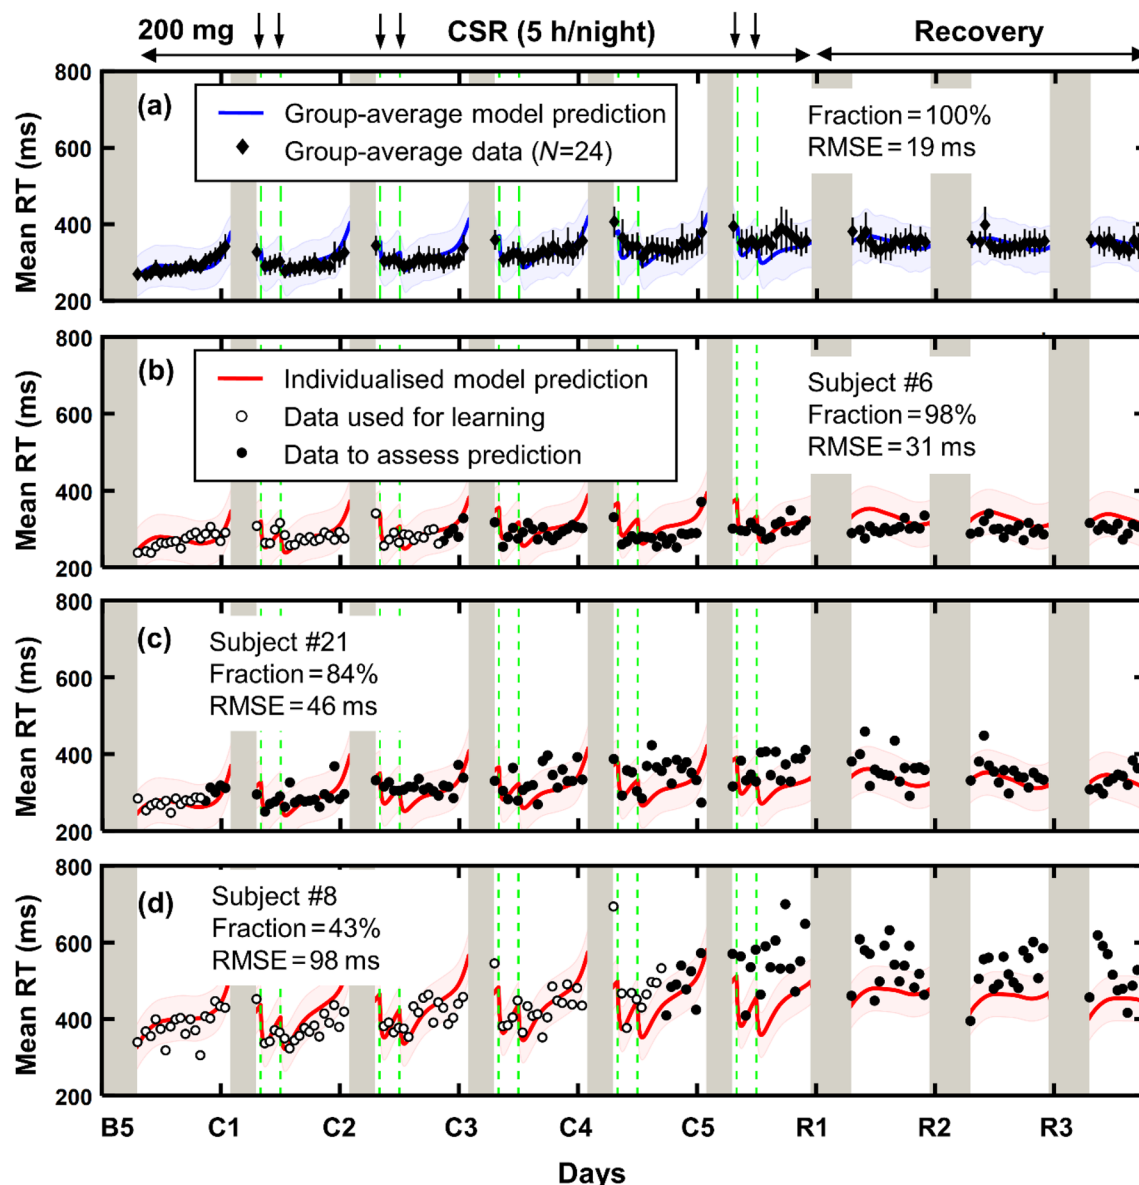 200 mg CSR (5 h/night) Recovery
800
600
400
200
Mean RT (ms)
(a)
Group-average model prediction
Group-average data (N=24)
Fraction = 100%
RMSE = 19 ms
800
600
400
200
Mean RT (ms)
(b)
Individualised model prediction
Data used for learning
Data to assess prediction
Subject #6
Fraction = 98%
RMSE = 31 ms
800
600
400
200
Mean RT (ms)
(c)
Subject #21
Fraction = 84%
RMSE = 46 ms
800
600
400
200
Mean RT (ms)
(d)
Subject #8
Fraction = 43%
RMSE = 98 ms
B5 C1 C2 C3 C4 C5 R1 R2 R3
Days